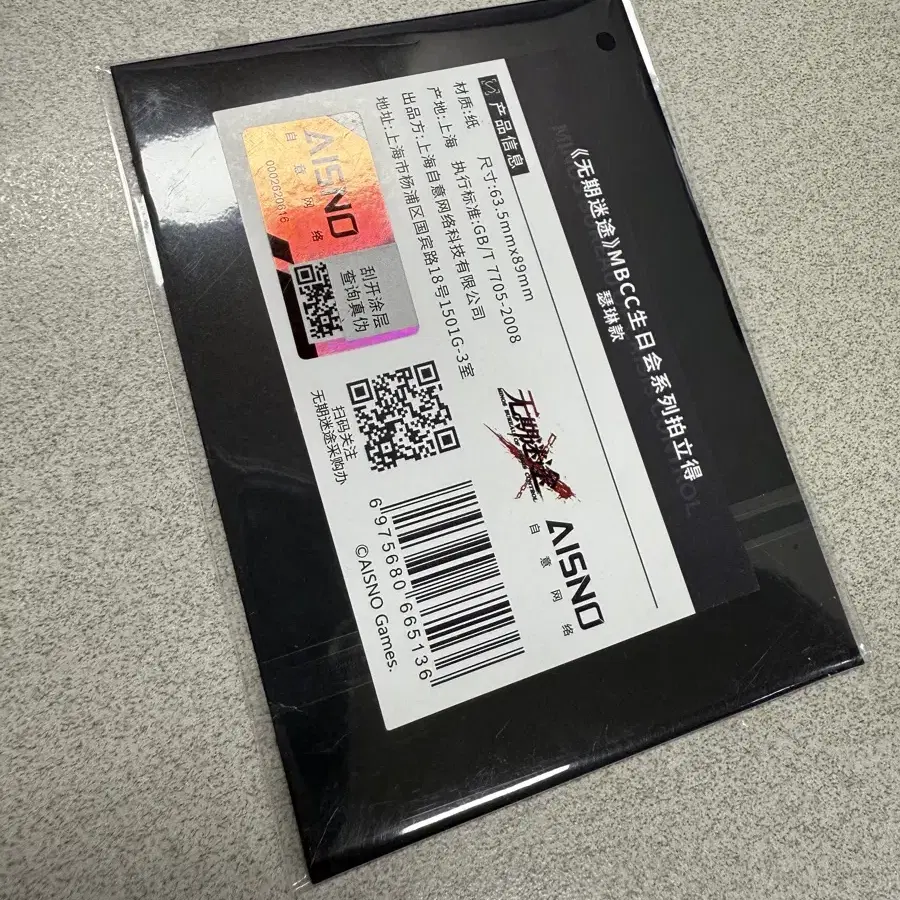 《无期迷途》MBCC生日会系列拍立得
瑟琳款
产品信息
材质:纸 尺寸:63.5mmx89mm
产地:上海 执行标准:GB/T 7705-2008
出品方:上海自意网络科技有限公司
地址:上海市杨浦区国宾路18号1501G-3室
AISNO
自意网络
0002620616
刮开涂层
查询真伪
扫码关注
无期迷途采购办
无期迷途
AISNO
自意网络
6 975680 665136
©AISNO Games.